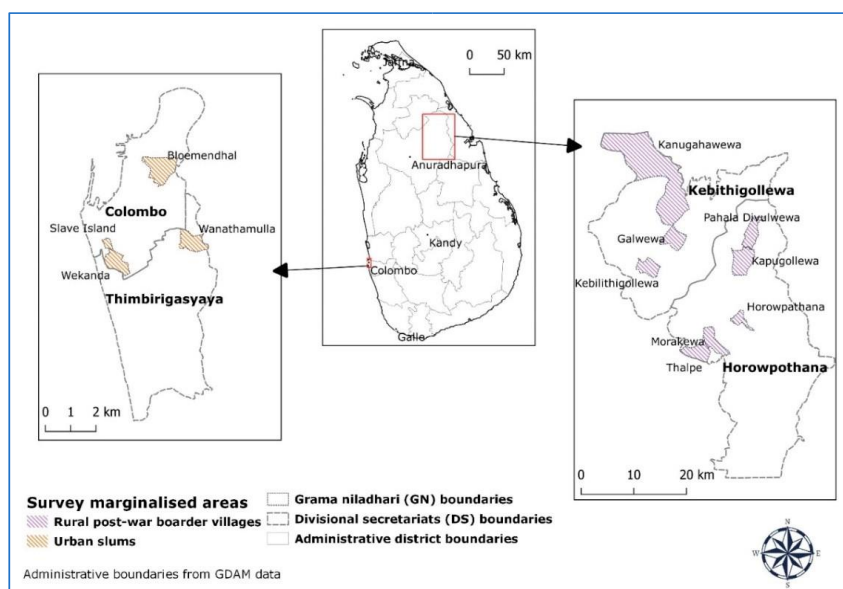 Bloemendhal
Colombo
Slave Island
Wanathamulla
Wekanda
Thimbirigasyaya
0 1 2 km
0 50 km
Jaffna
Anuradhapura
Kandy
Colombo
Galle
Kanugahawewa
Kebithigollewa
Pahala Divulwewa
Galwewa
Kapugollewa
Kebilithigollewa
Horowpathana
Morakewa
Thalpe
Horowpothana
0 10 20 km
Survey marginalised areas
Rural post-war boarder villages
Urban slums
Grama niladhari (GN) boundaries
Divisional secretariats (DS) boundaries
Administrative district boundaries
Administrative boundaries from GDAM data
N
W E
S